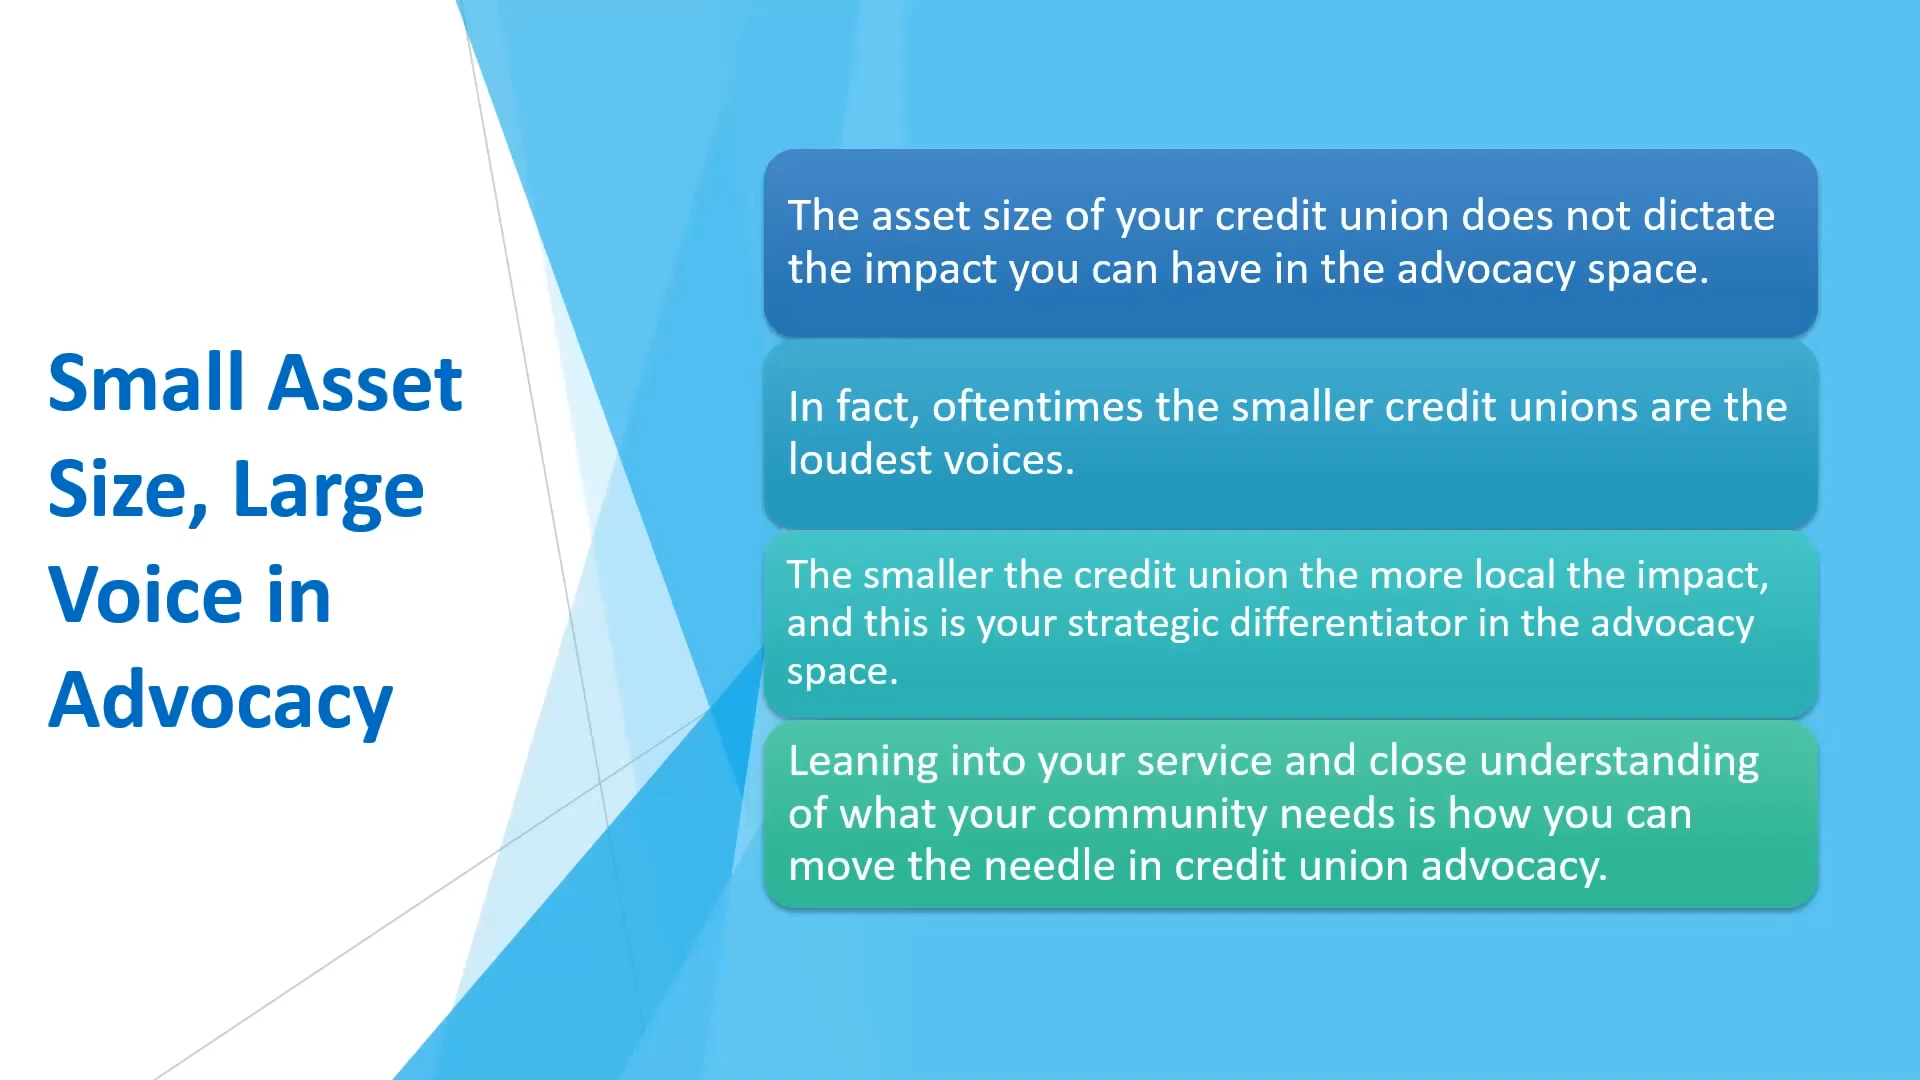 Small Asset
Size, Large
Voice in
Advocacy
The asset size of your credit union does not dictate
the impact you can have in the advocacy space.
In fact, oftentimes the smaller credit unions are the
loudest voices.
The smaller the credit union the more local the impact,
and this is your strategic differentiator in the advocacy
space.
Leaning into your service and close understanding
of what your community needs is how you can
move the needle in credit union advocacy.